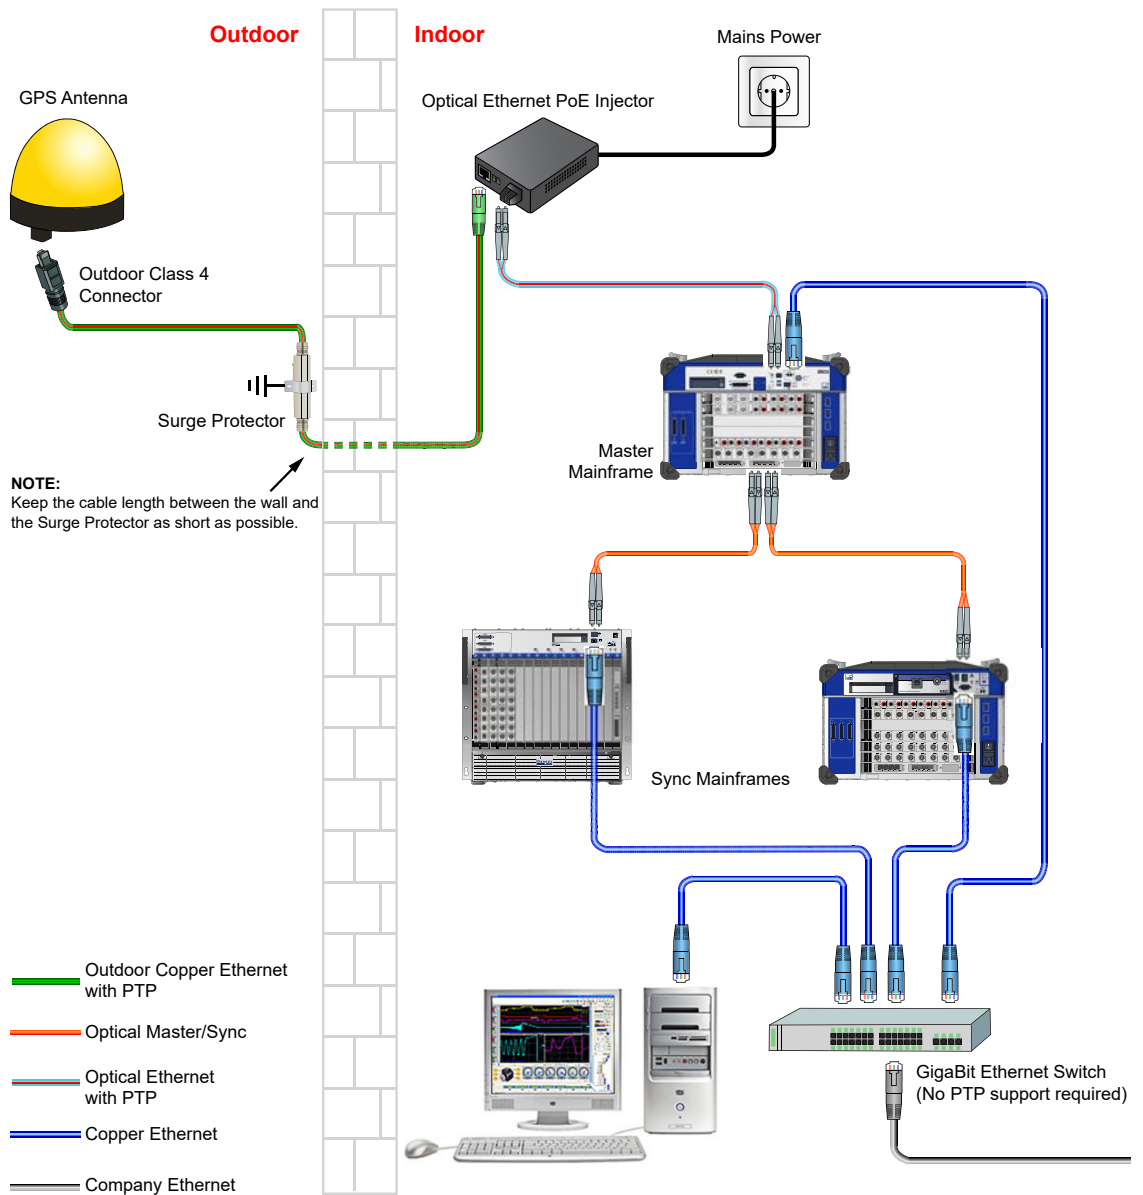 Outdoor
Indoor
Mains Power
GPS Antenna
Optical Ethernet PoE Injector
Outdoor Class 4
Connector
Surge Protector
Master
Mainframe
NOTE:
Keep the cable length between the wall and
the Surge Protector as short as possible.
Sync Mainframes
Outdoor Copper Ethernet
with PTP
Optical Master/Sync
Optical Ethernet
with PTP
GigaBit Ethernet Switch
(No PTP support required)
Copper Ethernet
Company Ethernet